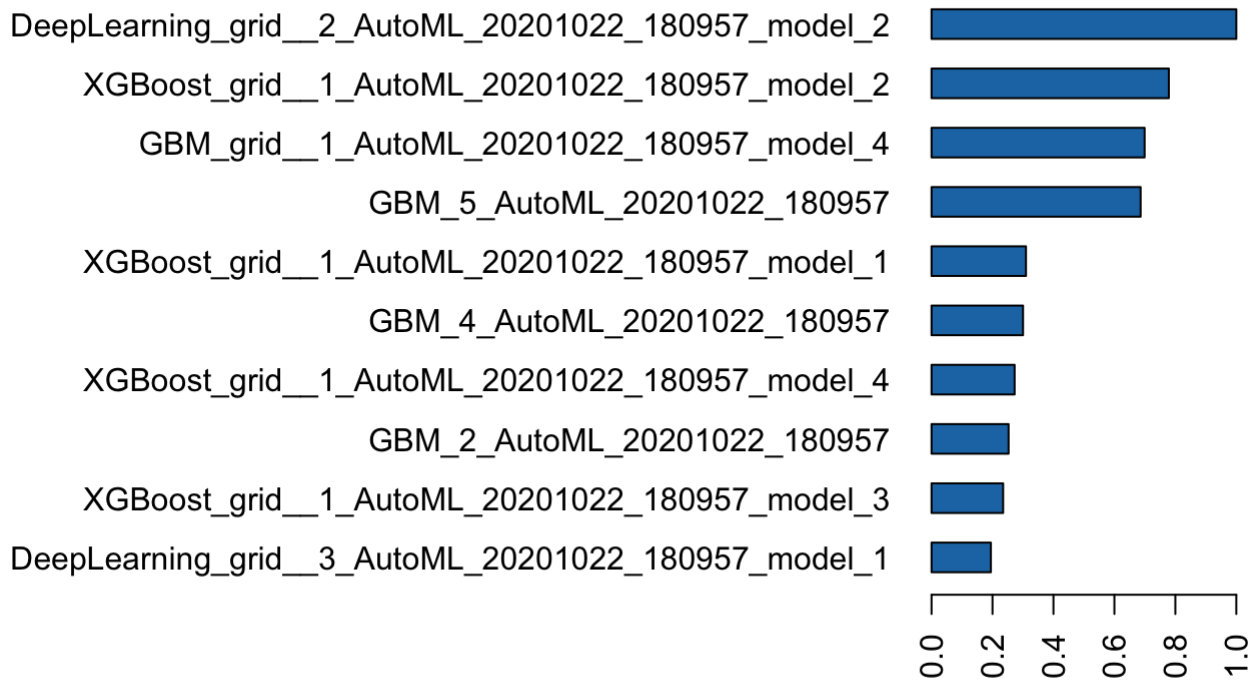 DeepLearning_grid__2_AutoML_20201022_180957_model_2
XGBoost_grid__1_AutoML_20201022_180957_model_2
GBM_grid__1_AutoML_20201022_180957_model_4
GBM_5_AutoML_20201022_180957
XGBoost_grid__1_AutoML_20201022_180957_model_1
GBM_4_AutoML_20201022_180957
XGBoost_grid__1_AutoML_20201022_180957_model_4
GBM_2_AutoML_20201022_180957
XGBoost_grid__1_AutoML_20201022_180957_model_3
DeepLearning_grid__3_AutoML_20201022_180957_model_1
0.0
0.2
0.4
0.6
0.8
1.0